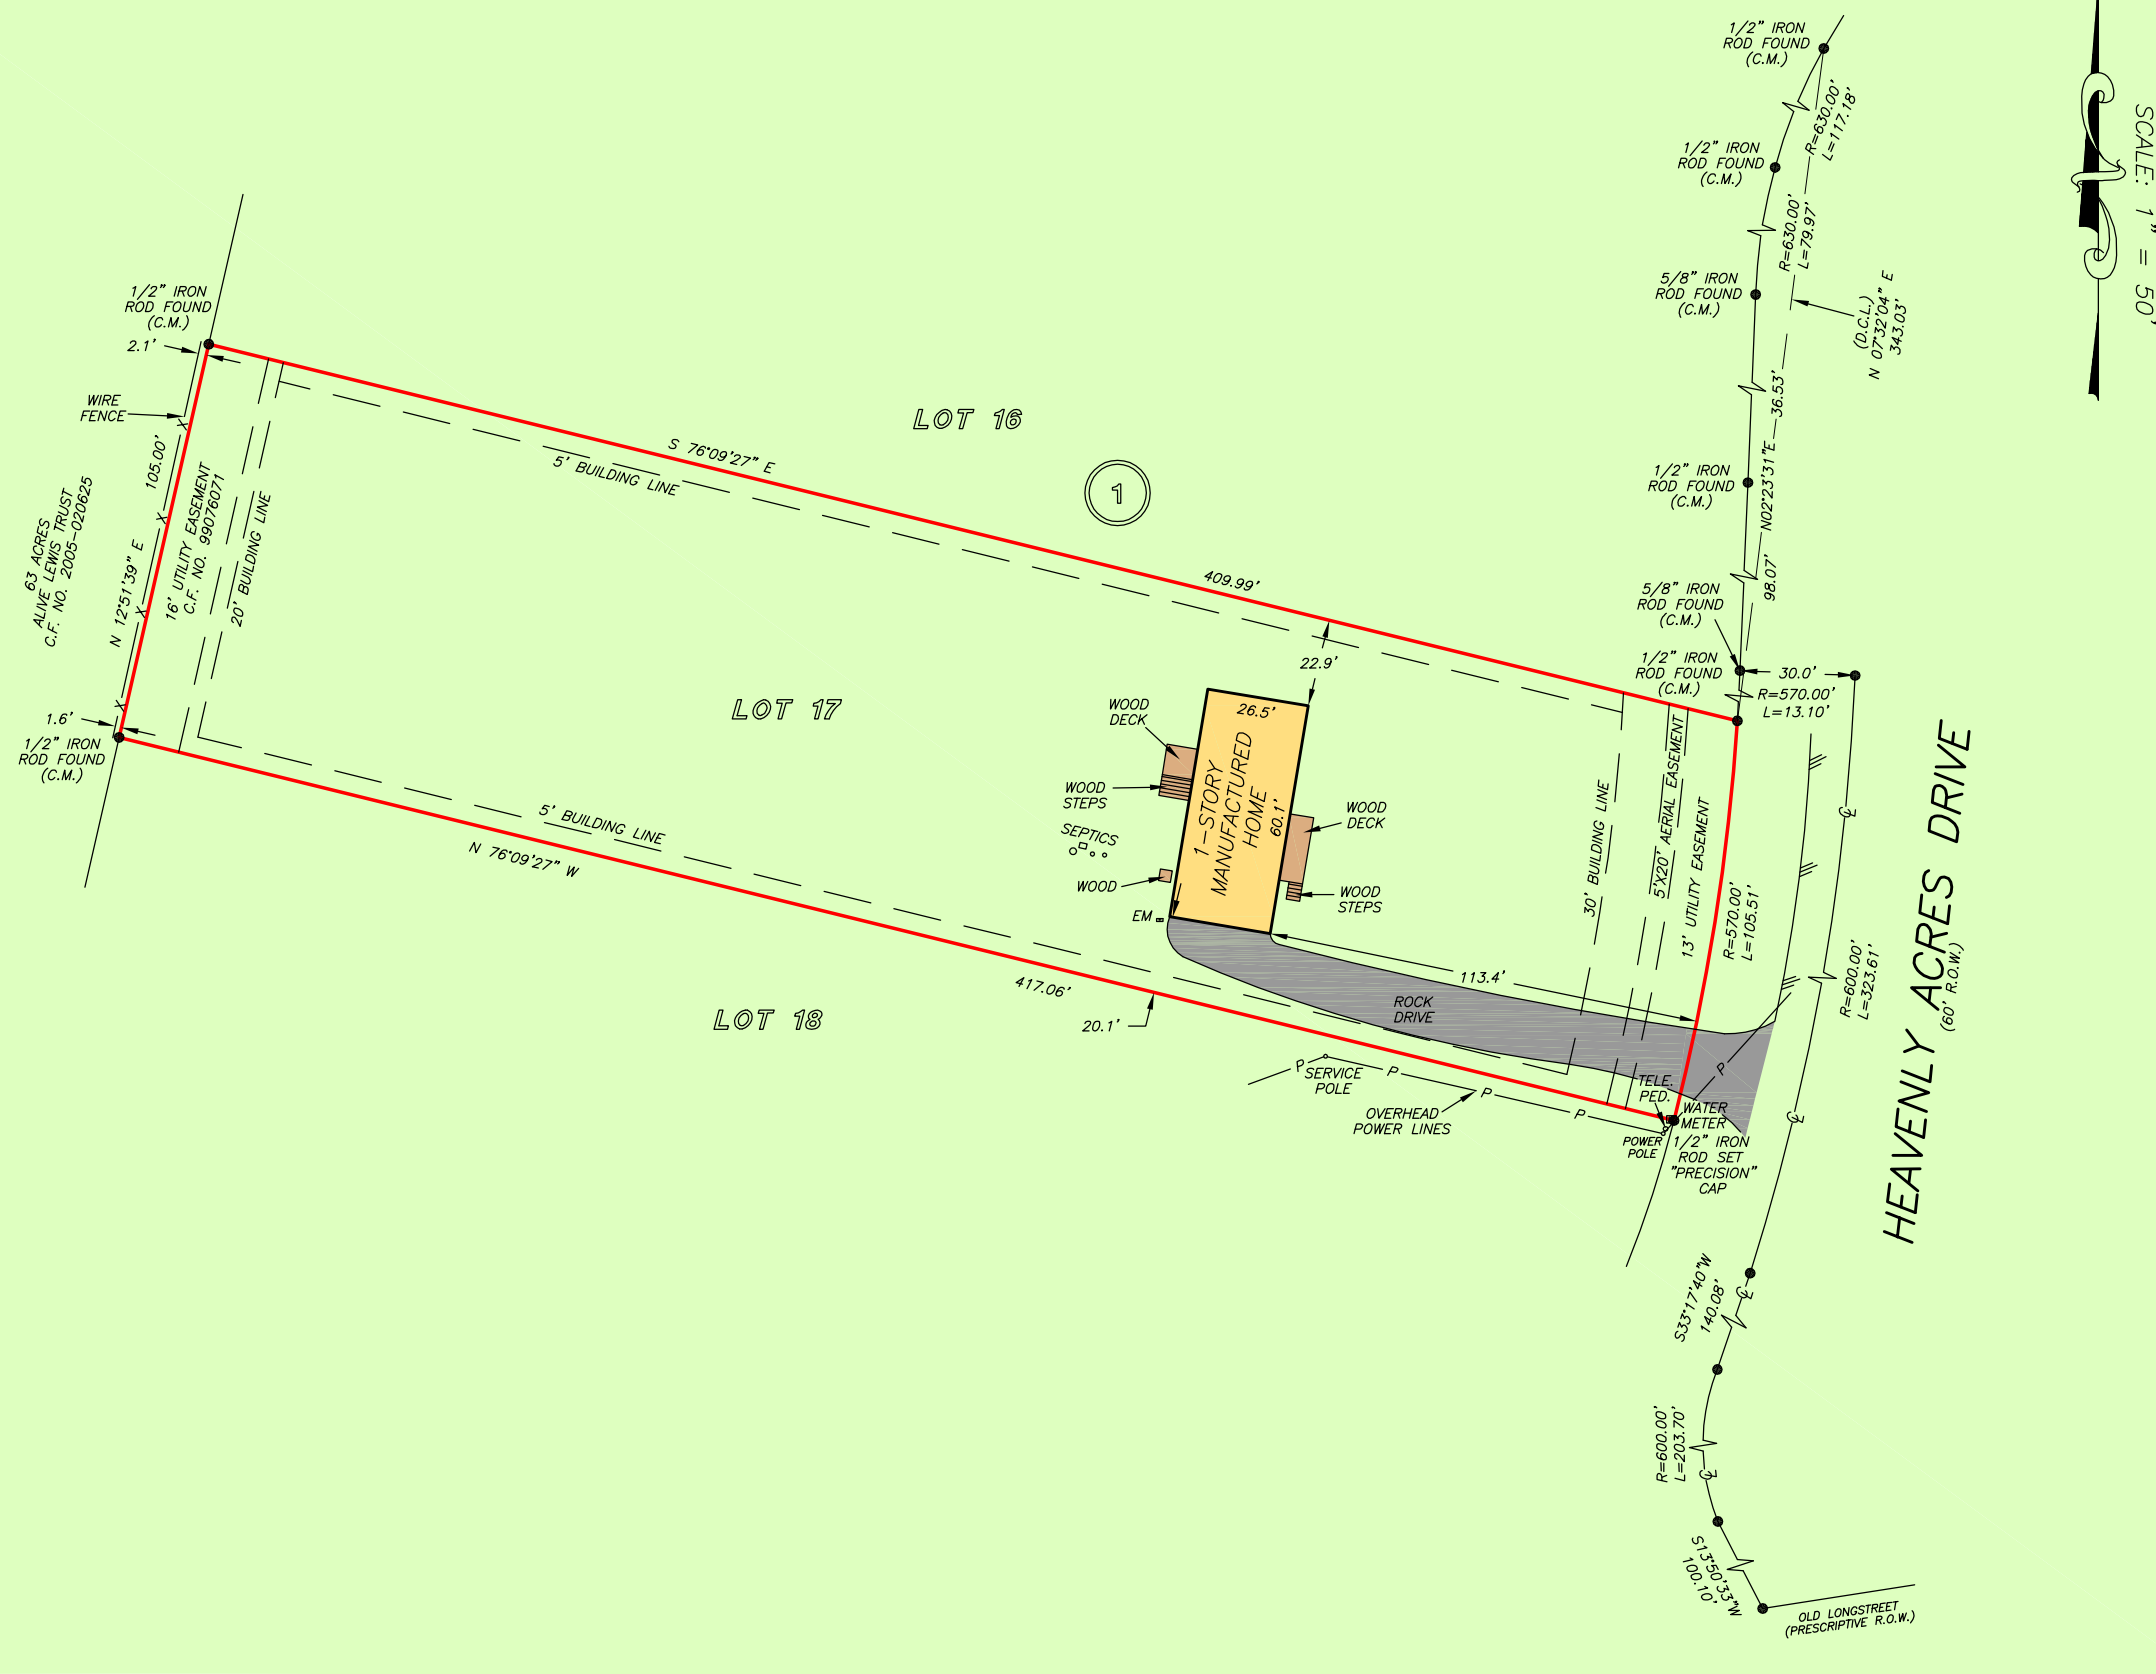 1/2" IRON
ROD FOUND
(C.M.)
SCALE: 1" = 50'
R=630.00'
L=117.18'
1/2" IRON
ROD FOUND
(C.M.)
R=630.00'
L=79.97'
5/8" IRON
ROD FOUND
(C.M.)
(D.C.L.)
N 07°32'04" E
343.03'
1/2" IRON
ROD FOUND
(C.M.)
2.1'
WIRE
FENCE
105.00'
N 12°51'39" E
63 ACRES
ALIVE LEWIS TRUST
C.F. NO. 2005-020625
16' UTILITY EASEMENT
C.F. NO. 99076071
20' BUILDING LINE
X
X
X
X
LOT 16
S 76°09'27" E
5' BUILDING LINE
1
409.99'
36.53'
N02°23'31"E
98.07'
1/2" IRON
ROD FOUND
(C.M.)
5/8" IRON
ROD FOUND
(C.M.)
1/2" IRON
ROD FOUND
(C.M.)
30.0'
R=570.00'
L=13.10'
22.9'
26.5'
LOT 17
WOOD
DECK
WOOD
STEPS
SEPTICS
WOOD
EM
1-STORY
MANUFACTURED
HOME
60.1'
WOOD
DECK
WOOD
STEPS
30' BUILDING LINE
5'X20' AERIAL EASEMENT
13' UTILITY EASEMENT
R=570.00'
L=105.51'
R=600.00'
L=323.61'
HEAVENLY ACRES DRIVE
(60' R.O.W.)
1.6'
1/2" IRON
ROD FOUND
(C.M.)
5' BUILDING LINE
N 76°09'27" W
417.06'
LOT 18
20.1'
113.4'
ROCK
DRIVE
P
SERVICE
POLE
P
P
P
P
OVERHEAD
POWER LINES
TELE.
PED.
WATER
METER
POWER
POLE
1/2" IRON
ROD SET
"PRECISION"
CAP
S33°17'40"W
140.08'
R=600.00'
L=203.70'
S13°50'33"W
100.10'
OLD LONGSTREET
(PRESCRIPTIVE R.O.W.)